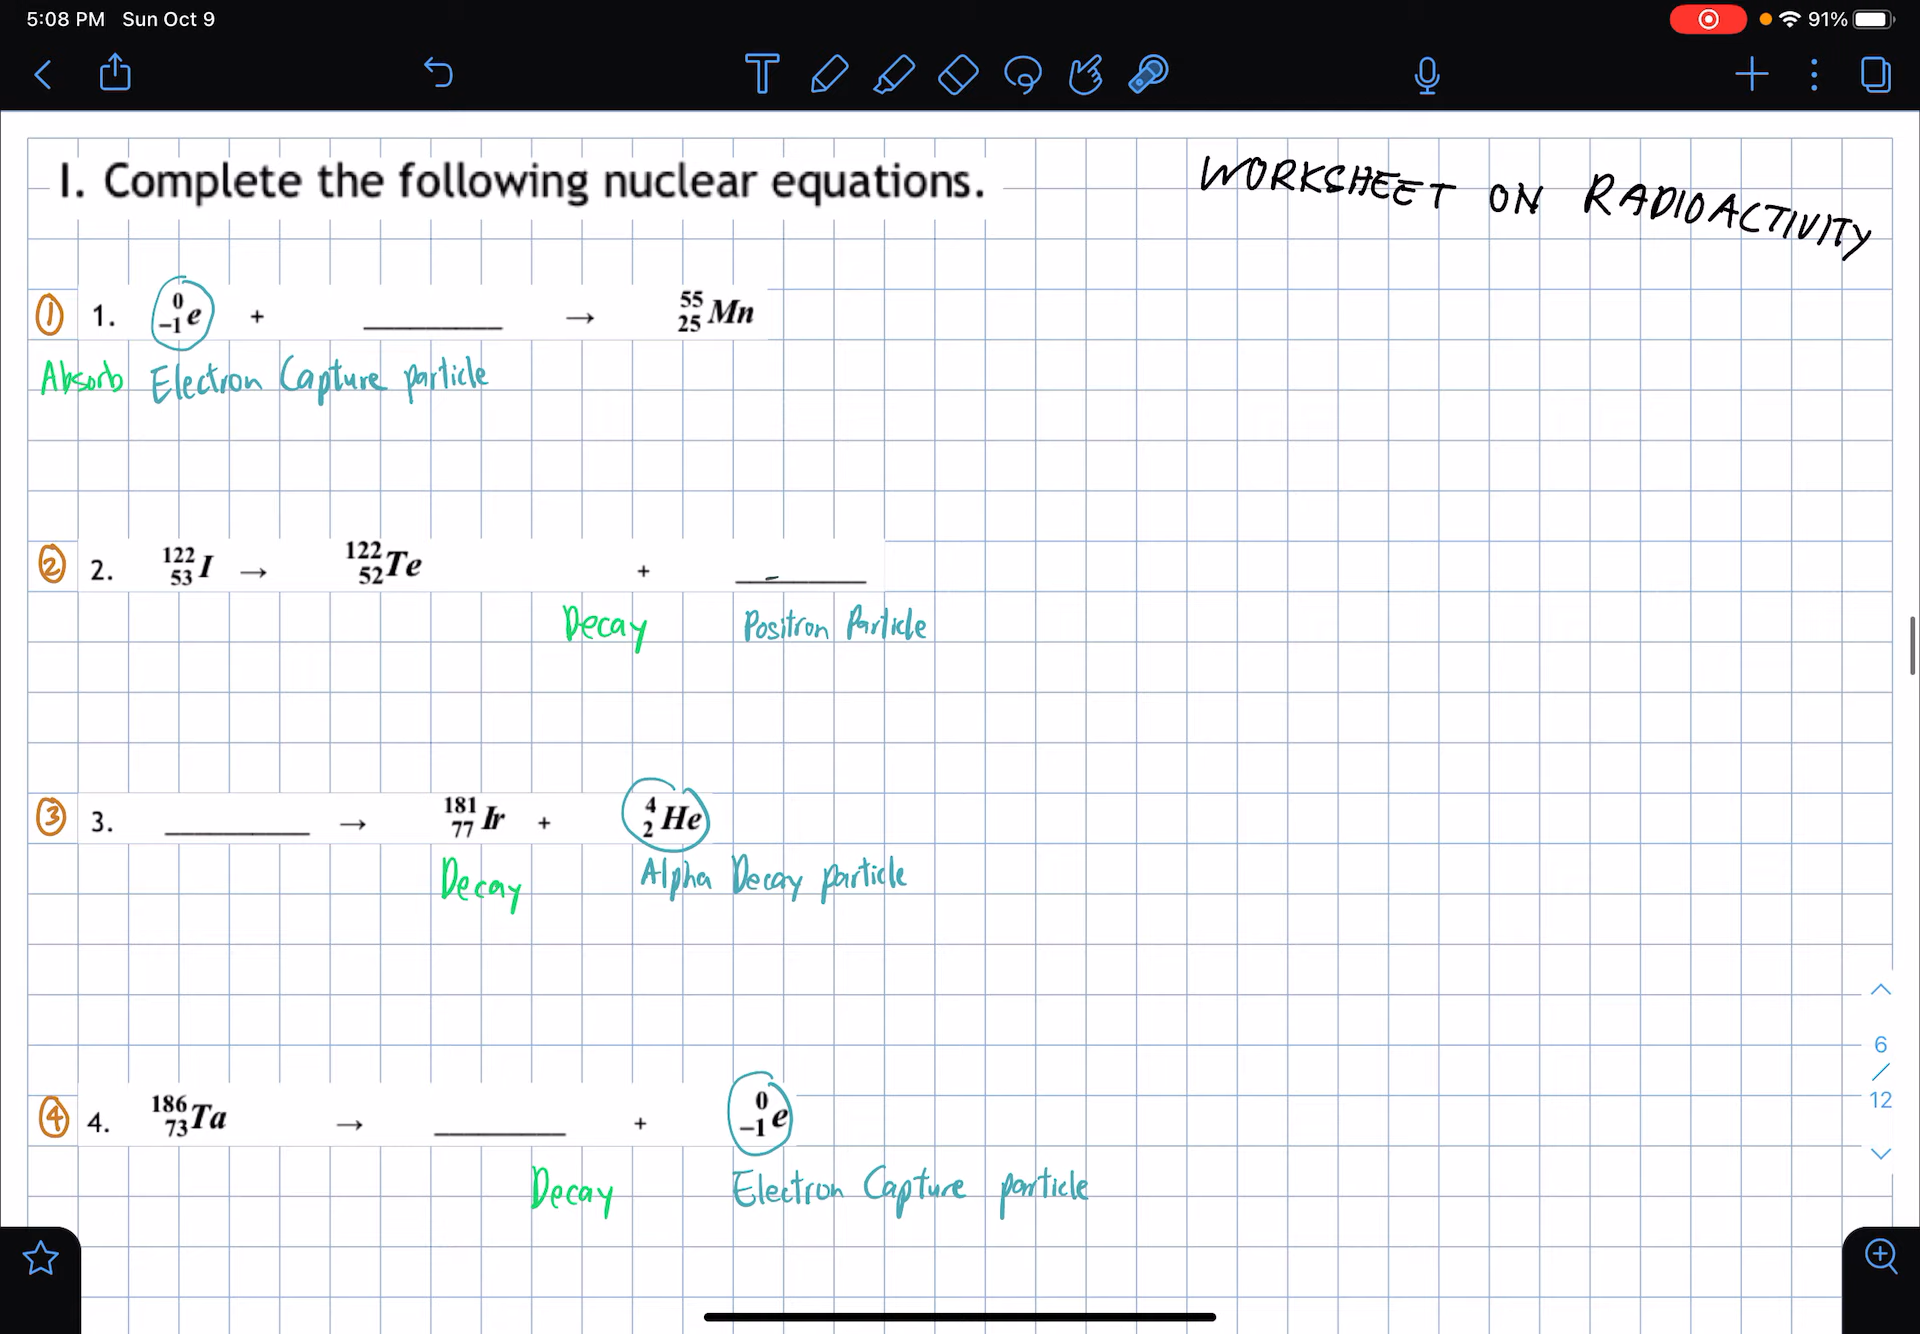 5:08 PM Sun Oct 9 91%
I. Complete the following nuclear equations.
WORKSHEET ON RADIOACTIVITY
① 1. ⁰₋₁e + ________ → ⁵⁵₂₅Mn
Absorb Electron Capture particle
② 2. ¹²²₅₃I → ¹²²₅₂Te + ________
Decay Positron Particle
③ 3. ________ → ¹⁸¹₇₇Ir + ⁴₂He
Decay Alpha Decay particle
6
/
12
④ 4. ¹⁸⁶₇₃Ta → ________ + ⁰₋₁e
Decay Electron Capture particle